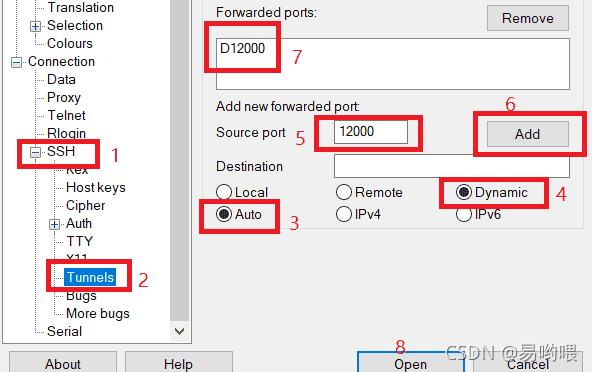 Translation
Selection
Colours
Connection
Data
Proxy
Telnet
Rlogin
SSH
1
Kex
Host keys
Cipher
Auth
TTY
X11
Tunnels
2
Bugs
More bugs
Serial
Forwarded ports:
Remove
D12000
7
Add new forwarded port:
6
Source port
5
12000
Add
Destination
Local
Remote
Dynamic
4
Auto
3
IPv4
IPv6
8
About
Help
Open
Cancel
CSDN @易哟喂